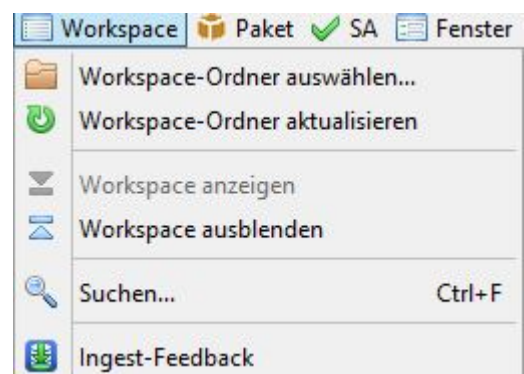 Workspace Paket SA Fenster
Workspace-Ordner auswählen...
Workspace-Ordner aktualisieren
Workspace anzeigen
Workspace ausblenden
Suchen... Ctrl+F
Ingest-Feedback